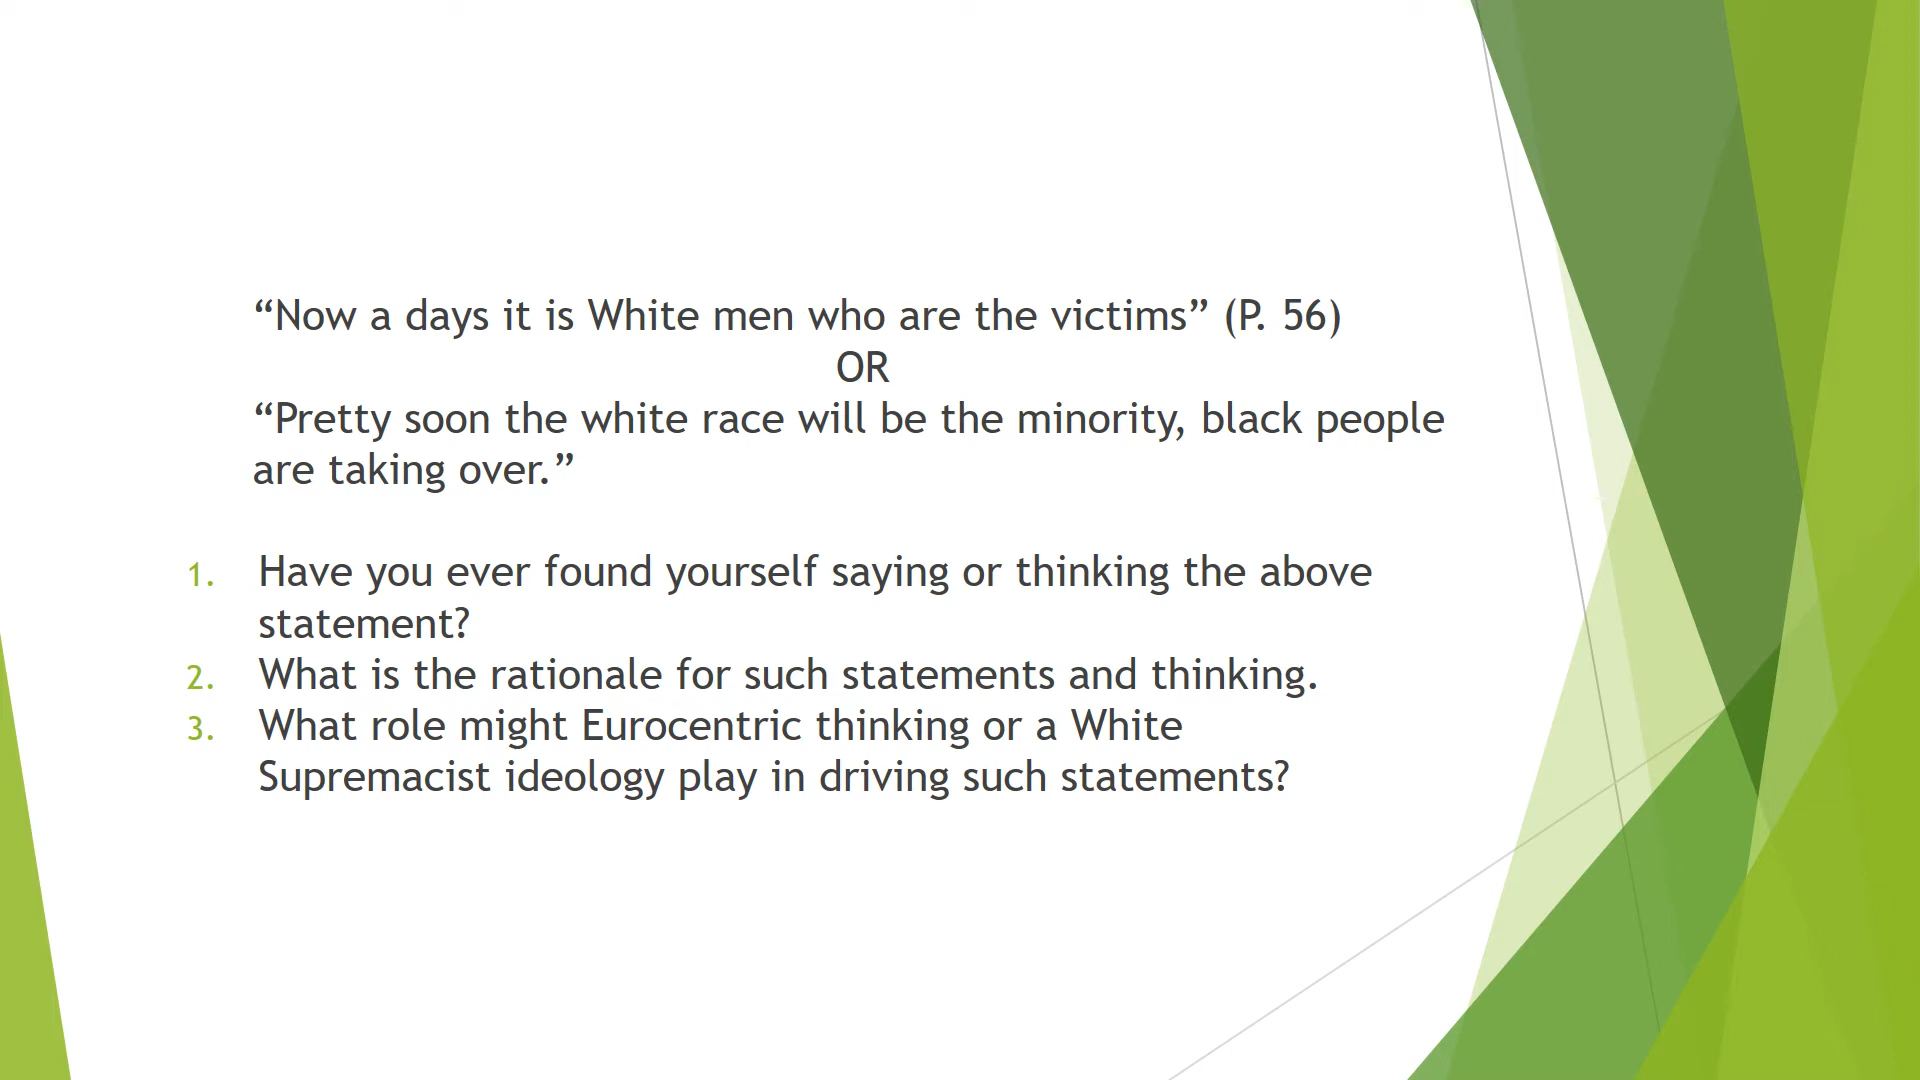 “Now a days it is White men who are the victims” (P. 56)
OR
“Pretty soon the white race will be the minority, black people
are taking over.”
1. Have you ever found yourself saying or thinking the above
statement?
2. What is the rationale for such statements and thinking.
3. What role might Eurocentric thinking or a White
Supremacist ideology play in driving such statements?